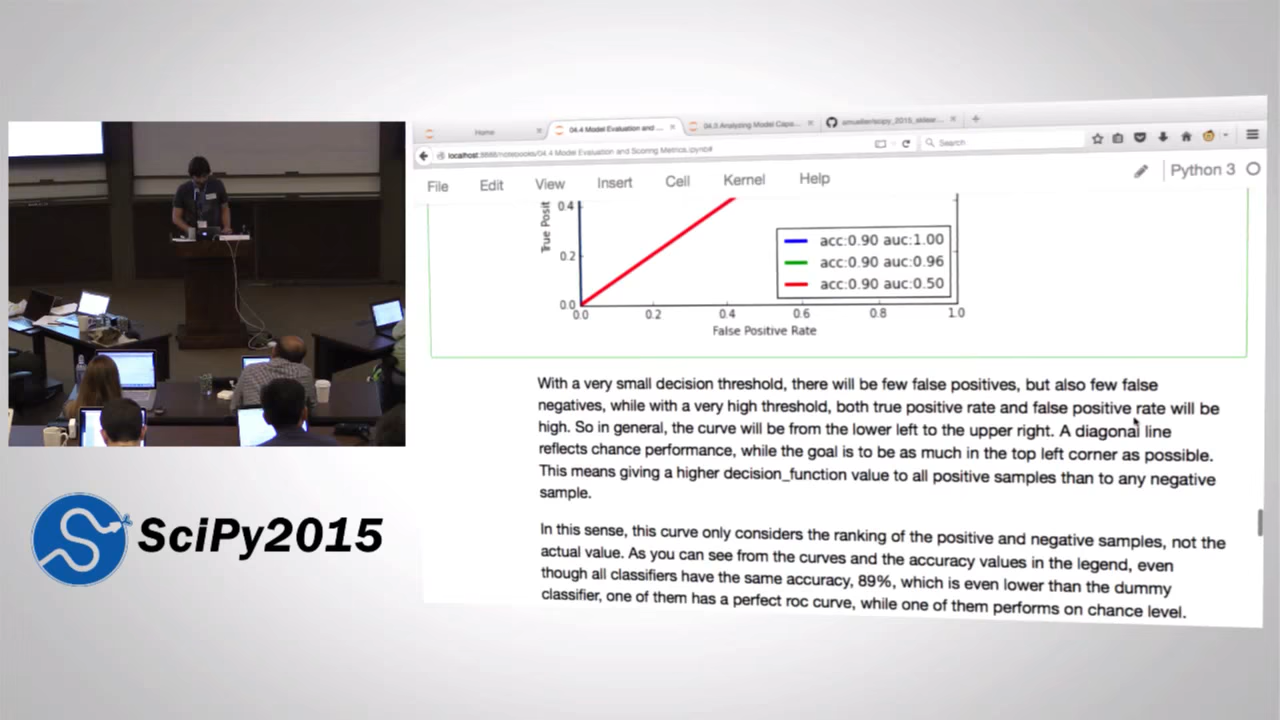 Home
04.4 Model Evaluation and ...
04.3 Analyzing Model Capa...
amueller/scipy_2015_sklear...
localhost:8888/notebooks/04.4 Model Evaluation and Scoring Metrics.ipynb#
Search
File Edit View Insert Cell Kernel Help
Python 3
True Posit
0.4
0.2
0.0
acc:0.90 auc:1.00
acc:0.90 auc:0.96
acc:0.90 auc:0.50
0.0 0.2 0.4 0.6 0.8 1.0
False Positive Rate
With a very small decision threshold, there will be few false positives, but also few false
negatives, while with a very high threshold, both true positive rate and false positive rate will be
high. So in general, the curve will be from the lower left to the upper right. A diagonal line
reflects chance performance, while the goal is to be as much in the top left corner as possible.
This means giving a higher decision_function value to all positive samples than to any negative
sample.
In this sense, this curve only considers the ranking of the positive and negative samples, not the
actual value. As you can see from the curves and the accuracy values in the legend, even
though all classifiers have the same accuracy, 89%, which is even lower than the dummy
classifier, one of them has a perfect roc curve, while one of them performs on chance level.
SciPy2015